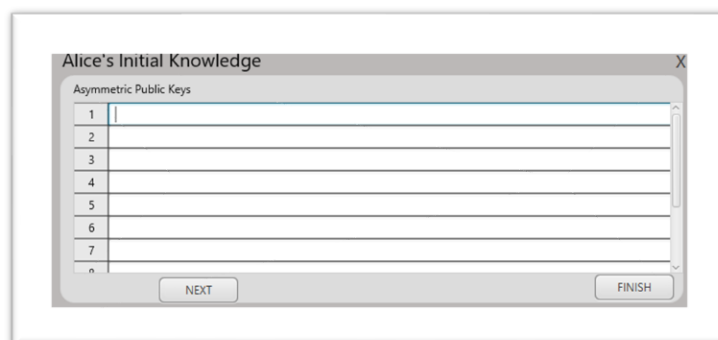 Alice's Initial Knowledge X
Asymmetric Public Keys
1
2
3
4
5
6
7
NEXT FINISH